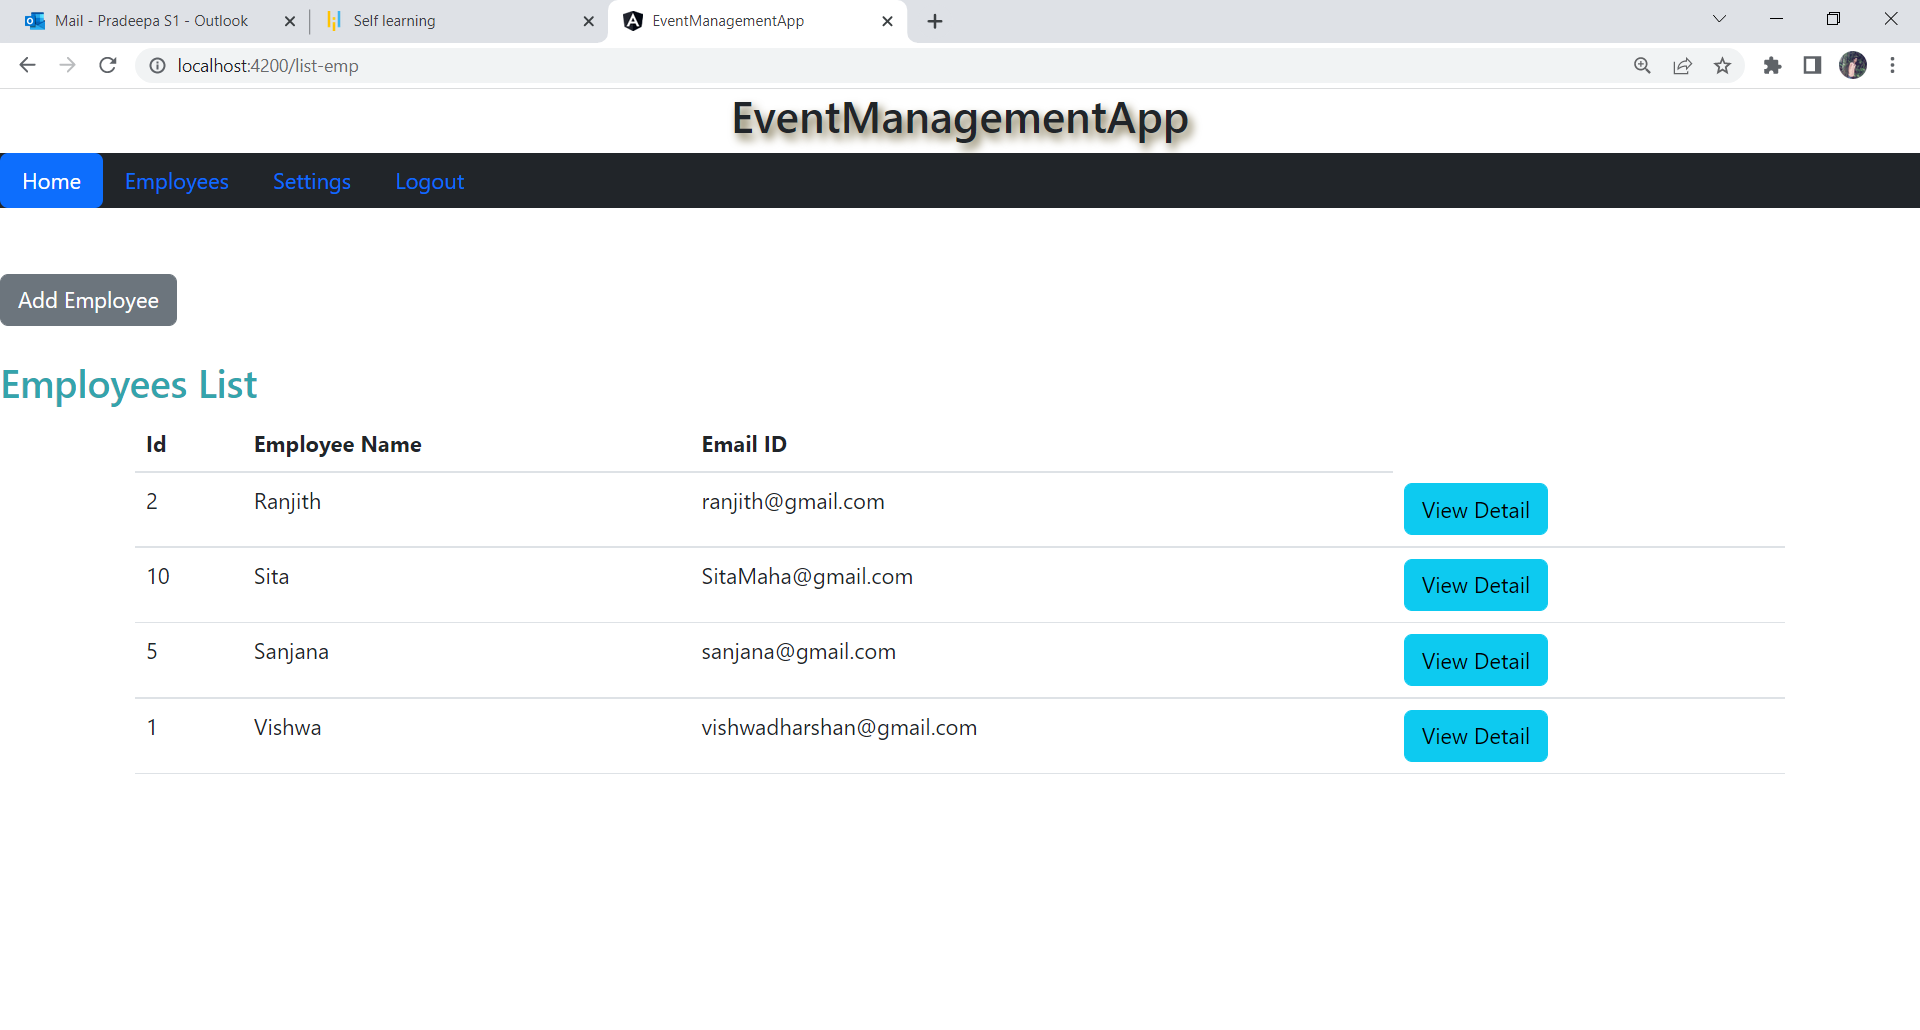 Mail - Pradeepa S1 - Outlook
Self learning
EventManagementApp
localhost:4200/list-emp
EventManagementApp
Home Employees Settings Logout
Add Employee
Employees List
Id Employee Name Email ID
2 Ranjith ranjith@gmail.com View Detail
10 Sita SitaMaha@gmail.com View Detail
5 Sanjana sanjana@gmail.com View Detail
1 Vishwa vishwadharshan@gmail.com View Detail